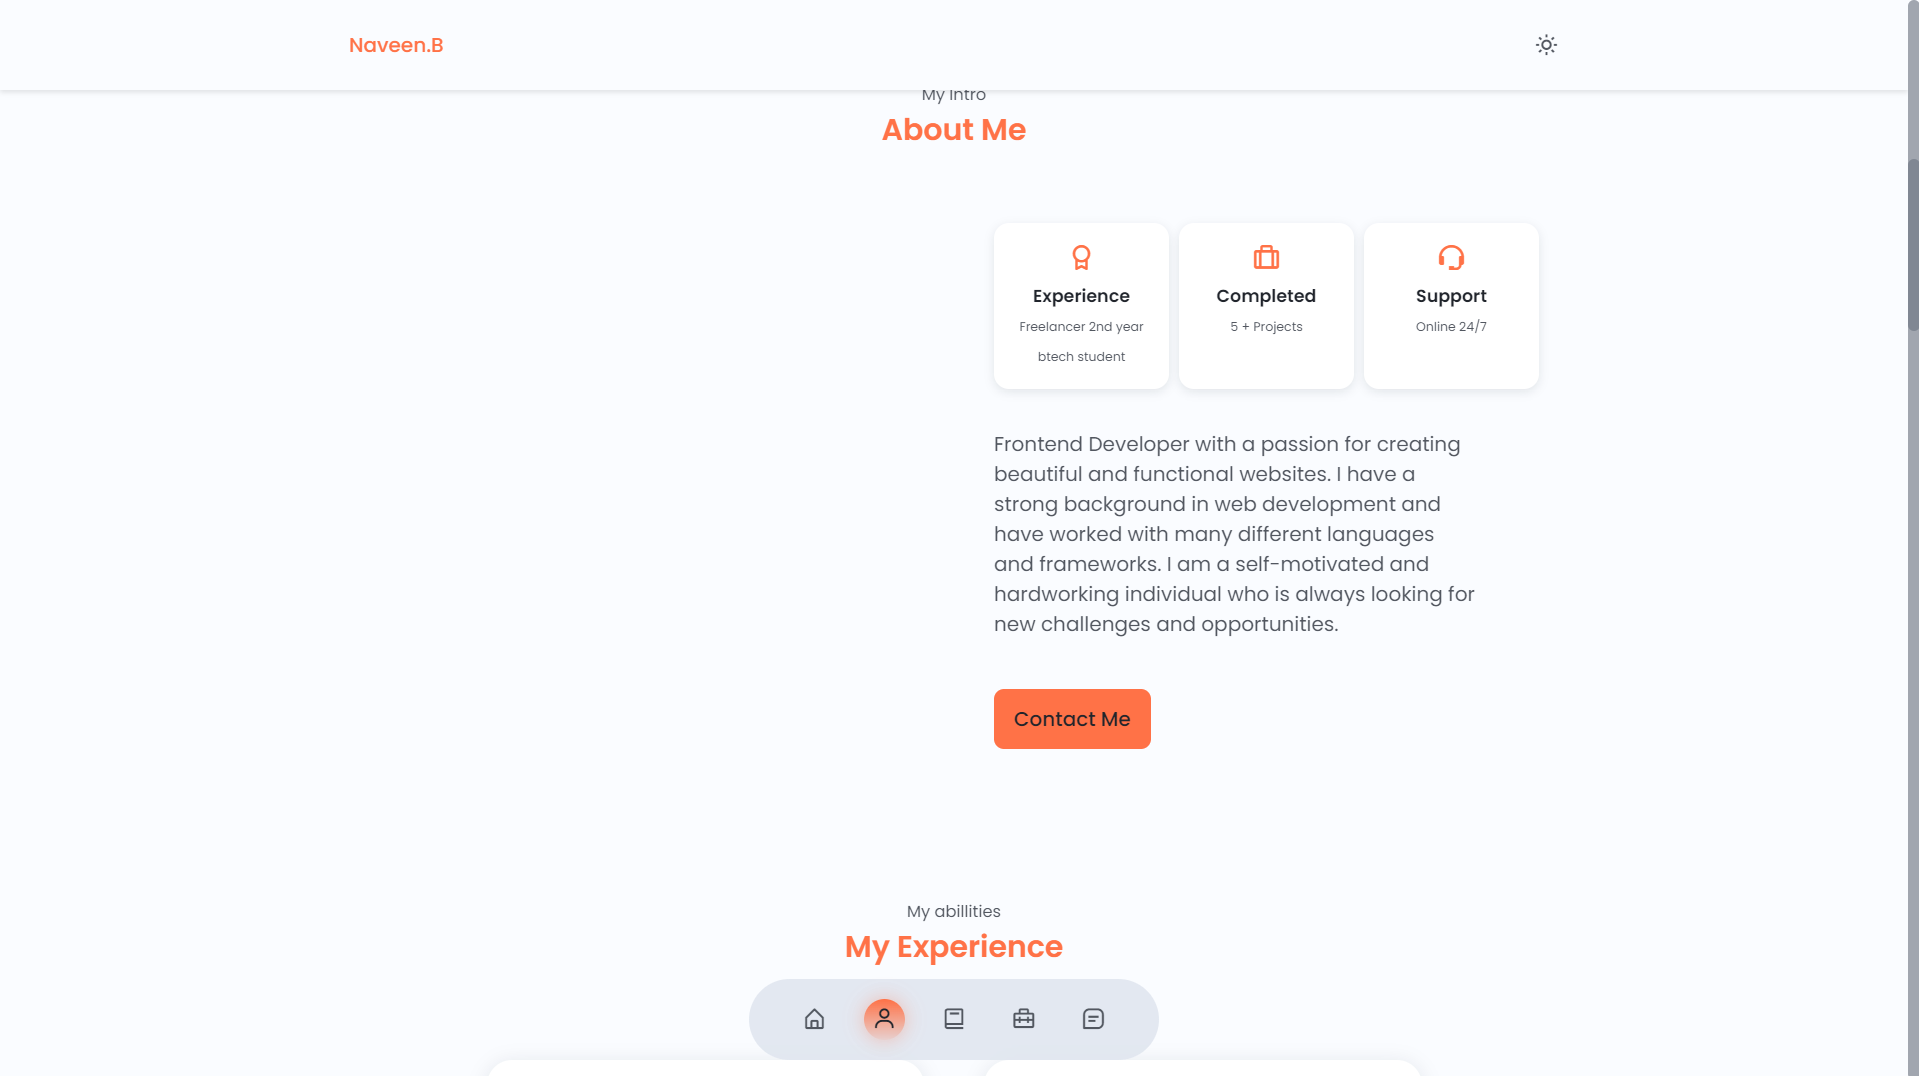 Naveen.B
My Intro
About Me
Experience
Freelancer 2nd year
btech student
Completed
5 + Projects
Support
Online 24/7
Frontend Developer with a passion for creating
beautiful and functional websites. I have a
strong background in web development and
have worked with many different languages
and frameworks. I am a self-motivated and
hardworking individual who is always looking for
new challenges and opportunities.
Contact Me
My abillities
My Experience